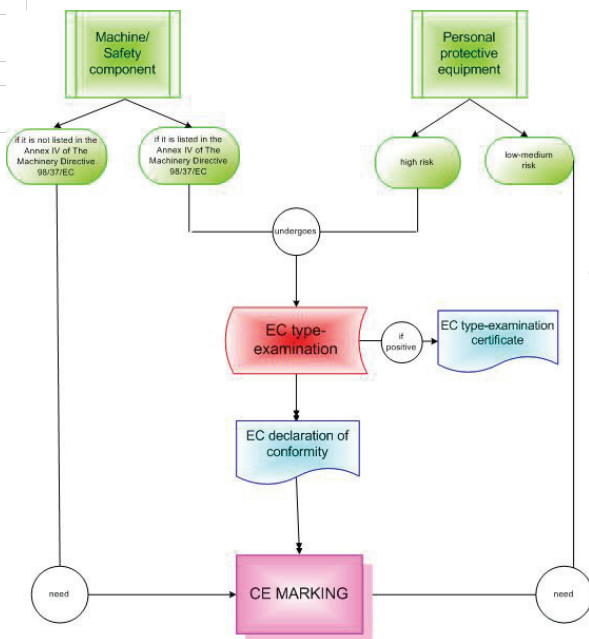 Machine/
Safety
component
Personal
protective
equipment
if it is not listed in the
Annex IV of The
Machinery Directive
98/37/EC
if it is listed in the
Annex IV of The
Machinery Directive
98/37/EC
high risk
low-medium
risk
undergoes
EC type-
examination
if
positive
EC type-examination
certificate
EC declaration of
conformity
need
CE MARKING
need